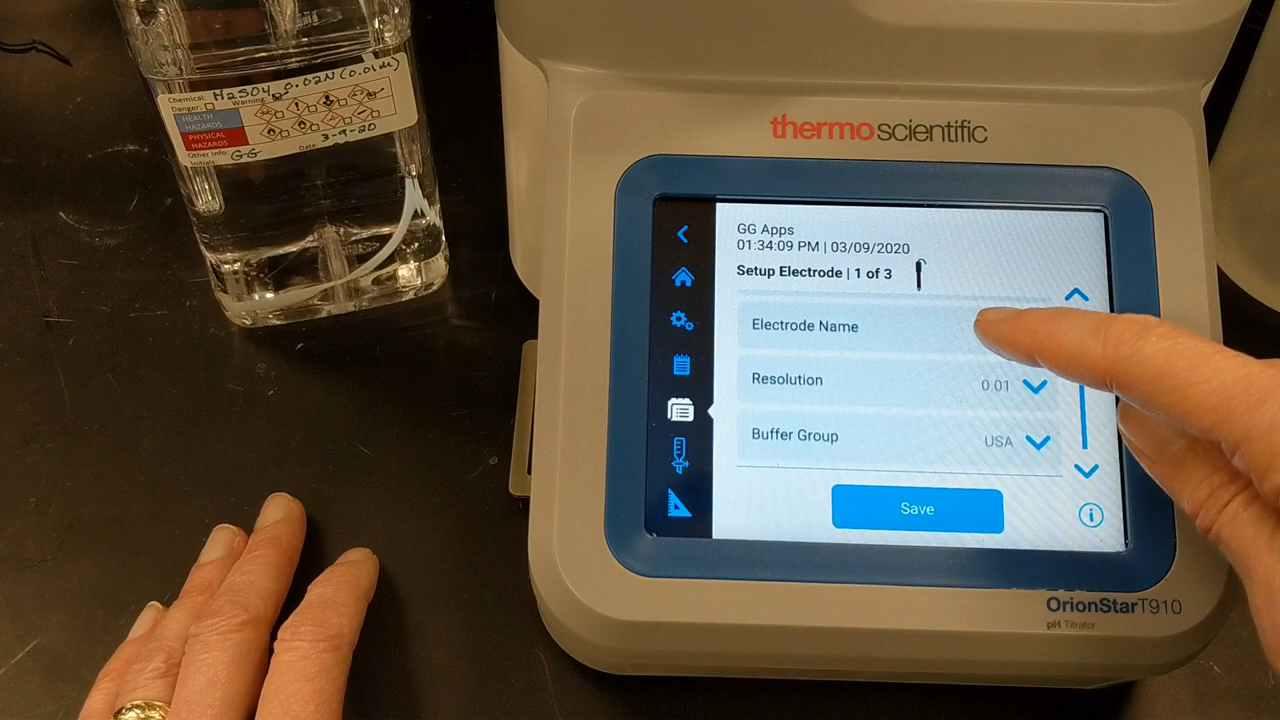 Chemical: H2SO4 0.02N (0.01M)
Danger: Warning:
HEALTH
HAZARDS
PHYSICAL
HAZARDS
Other Info: Date: 3-9-20
Initials: GG
thermoscientific
GG Apps
01:34:09 PM | 03/09/2020
Setup Electrode | 1 of 3
Electrode Name
Resolution 0.01
Buffer Group USA
Save
OrionStar T910
pH Titrator